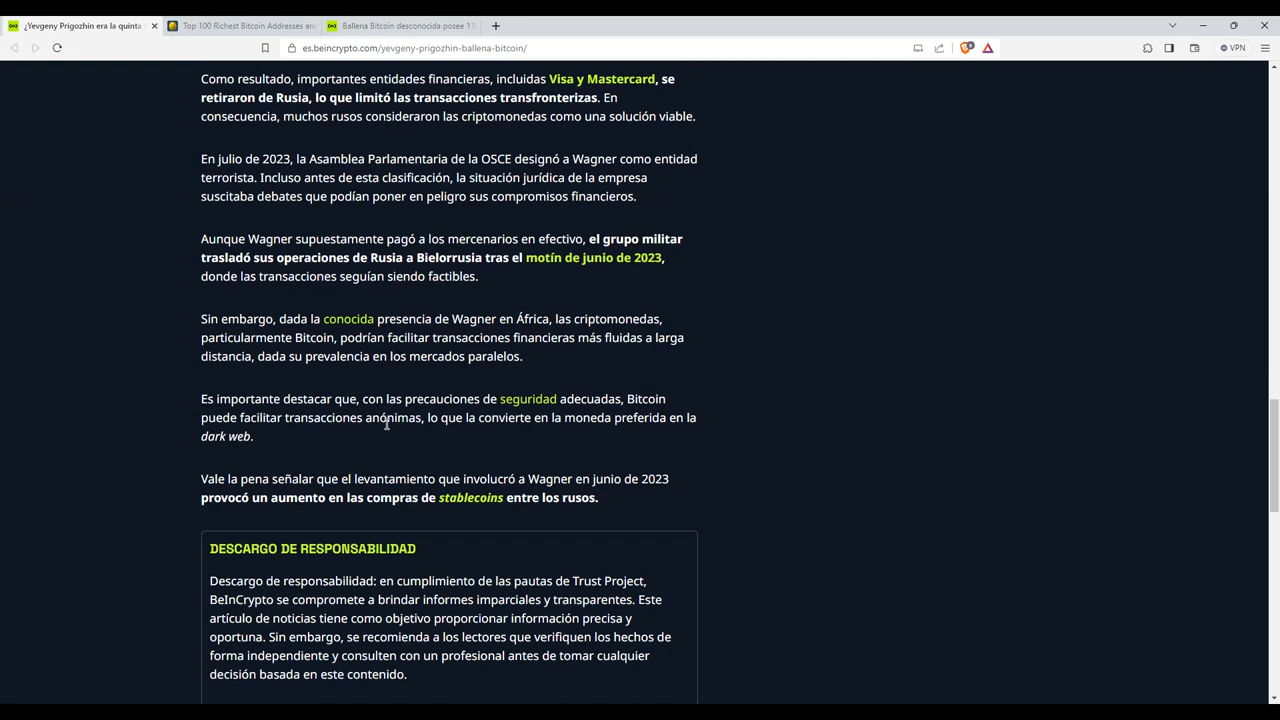 ¿Yevgeny Prigozhin era la quinta
Top 100 Richest Bitcoin Addresses an
Ballena Bitcoin desconocida posee 11
es.beincrypto.com/yevgeny-prigozhin-ballena-bitcoin/
VPN
Como resultado, importantes entidades financieras, incluidas Visa y Mastercard, se
retiraron de Rusia, lo que limitó las transacciones transfronterizas. En
consecuencia, muchos rusos consideraron las criptomonedas como una solución viable.
En julio de 2023, la Asamblea Parlamentaria de la OSCE designó a Wagner como entidad
terrorista. Incluso antes de esta clasificación, la situación jurídica de la empresa
suscitaba debates que podían poner en peligro sus compromisos financieros.
Aunque Wagner supuestamente pagó a los mercenarios en efectivo, el grupo militar
trasladó sus operaciones de Rusia a Bielorrusia tras el motín de junio de 2023,
donde las transacciones seguían siendo factibles.
Sin embargo, dada la conocida presencia de Wagner en África, las criptomonedas,
particularmente Bitcoin, podrían facilitar transacciones financieras más fluidas a larga
distancia, dada su prevalencia en los mercados paralelos.
Es importante destacar que, con las precauciones de seguridad adecuadas, Bitcoin
puede facilitar transacciones anónimas, lo que la convierte en la moneda preferida en la
dark web.
Vale la pena señalar que el levantamiento que involucró a Wagner en junio de 2023
provocó un aumento en las compras de stablecoins entre los rusos.
DESCARGO DE RESPONSABILIDAD
Descargo de responsabilidad: en cumplimiento de las pautas de Trust Project,
BeInCrypto se compromete a brindar informes imparciales y transparentes. Este
artículo de noticias tiene como objetivo proporcionar información precisa y
oportuna. Sin embargo, se recomienda a los lectores que verifiquen los hechos de
forma independiente y consulten con un profesional antes de tomar cualquier
decisión basada en este contenido.